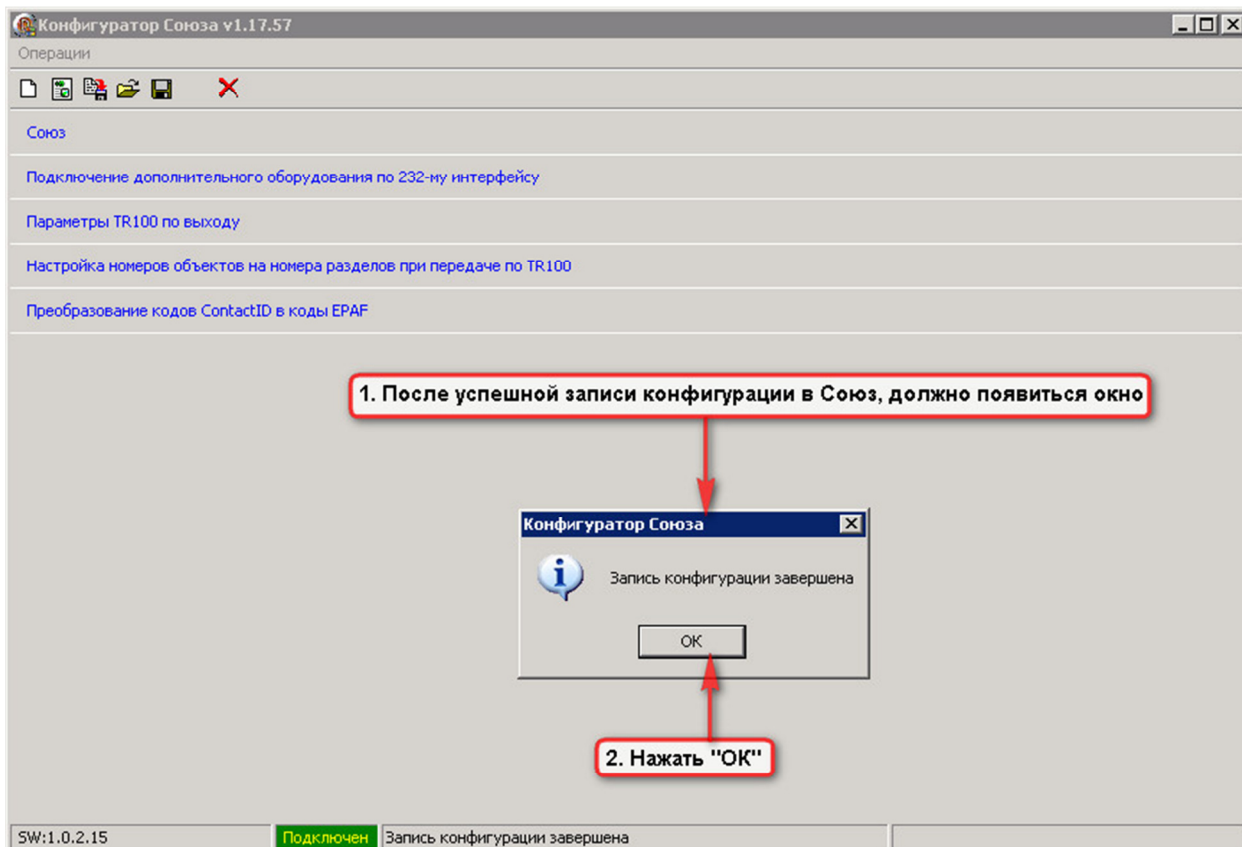 Конфигуратор Союза v1.17.57
Операции
Союз
Подключение дополнительного оборудования по 232-му интерфейсу
Параметры TR100 по выходу
Настройка номеров объектов на номера разделов при передаче по TR100
Преобразование кодов ContactID в коды EPAF
1. После успешной записи конфигурации в Союз, должно появиться окно
Конфигуратор Союза
Запись конфигурации завершена
OK
2. Нажать "ОК"
SW:1.0.2.15 Подключен Запись конфигурации завершена